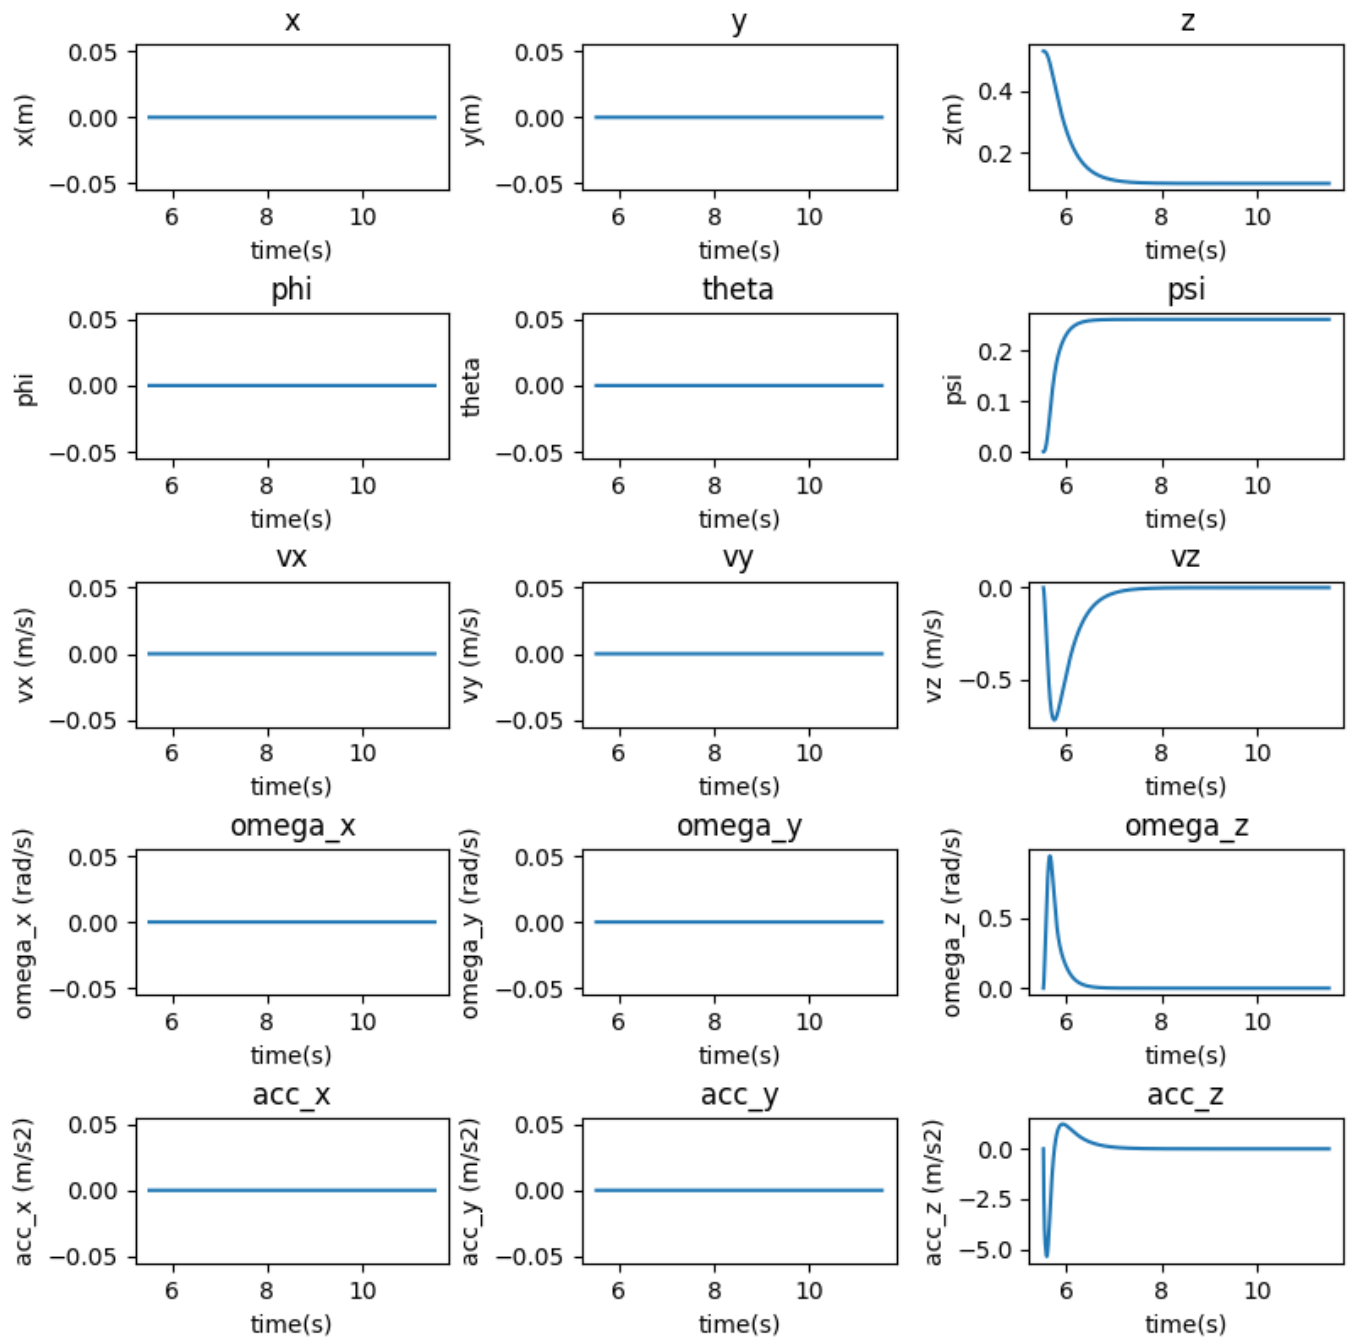 x y z
x(m) 0.05 0.00 −0.05 6 8 10 time(s)
y(m) 0.05 0.00 −0.05 6 8 10 time(s)
z(m) 0.4 0.2 6 8 10 time(s)
phi theta psi
phi 0.05 0.00 −0.05 6 8 10 time(s)
theta 0.05 0.00 −0.05 6 8 10 time(s)
psi 0.2 0.1 0.0 6 8 10 time(s)
vx vy vz
vx (m/s) 0.05 0.00 −0.05 6 8 10 time(s)
vy (m/s) 0.05 0.00 −0.05 6 8 10 time(s)
vz (m/s) 0.0 −0.5 6 8 10 time(s)
omega_x omega_y omega_z
omega_x (rad/s) 0.05 0.00 −0.05 6 8 10 time(s)
omega_y (rad/s) 0.05 0.00 −0.05 6 8 10 time(s)
omega_z (rad/s) 0.5 0.0 6 8 10 time(s)
acc_x acc_y acc_z
acc_x (m/s2) 0.05 0.00 −0.05 6 8 10 time(s)
acc_y (m/s2) 0.05 0.00 −0.05 6 8 10 time(s)
acc_z (m/s2) 0.0 −2.5 −5.0 6 8 10 time(s)